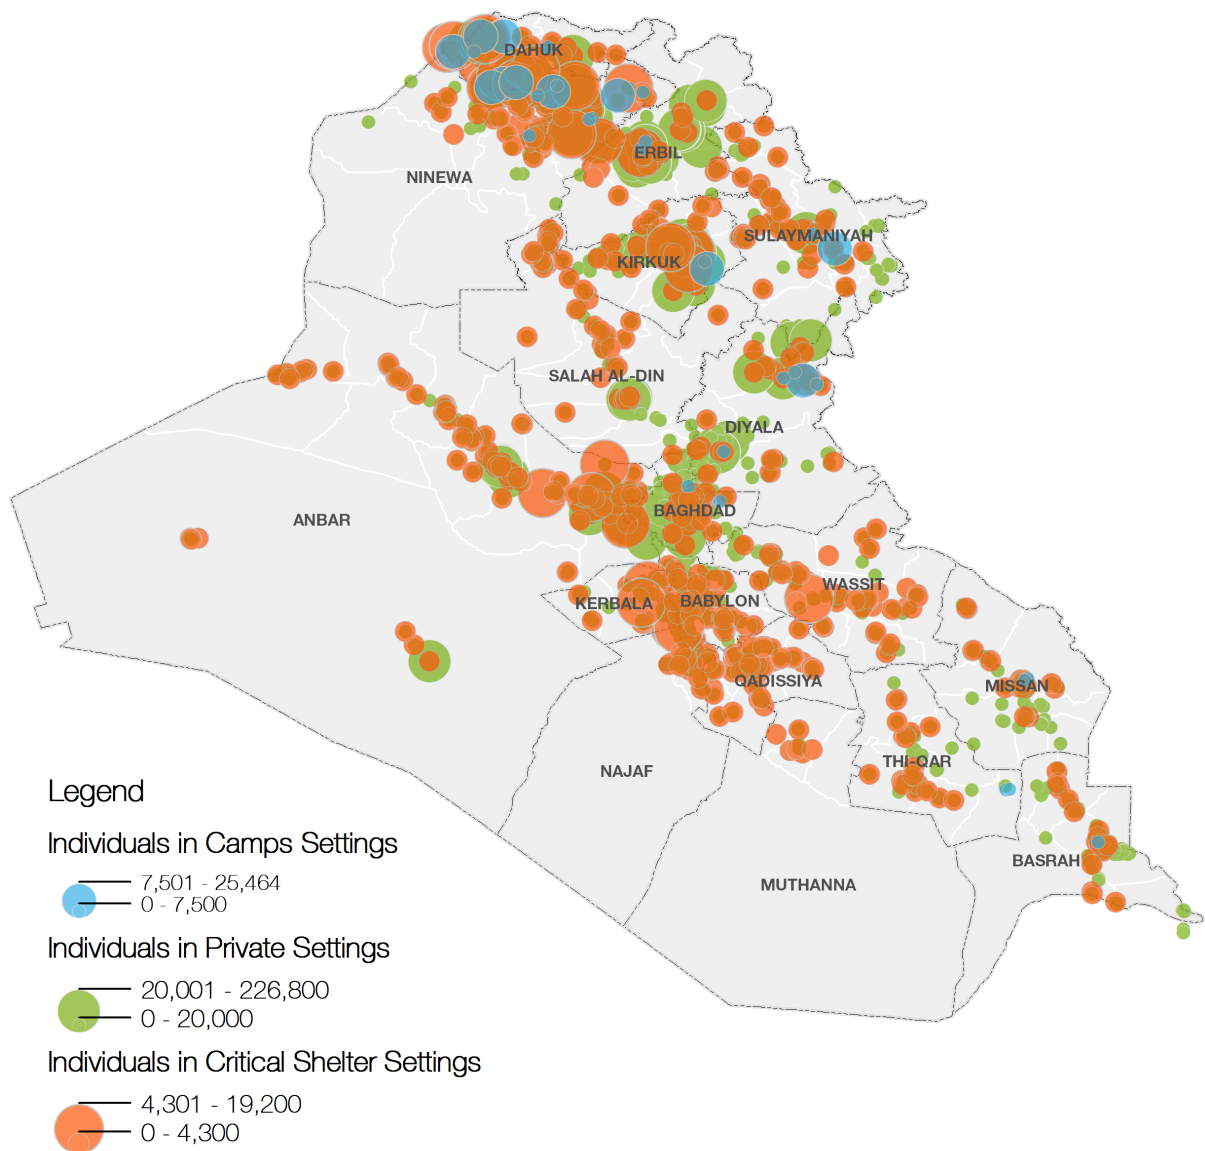 DAHUK
ERBIL
NINEWA
SULAYMANIYAH
KIRKUK
SALAH AL-DIN
DIYALA
BAGHDAD
ANBAR
WASSIT
KERBALA
BABYLON
QADISSIYA
MISSAN
THI-QAR
NAJAF
BASRAH
MUTHANNA
Legend
Individuals in Camps Settings
7,501 - 25,464
0 - 7,500
Individuals in Private Settings
20,001 - 226,800
0 - 20,000
Individuals in Critical Shelter Settings
4,301 - 19,200
0 - 4,300